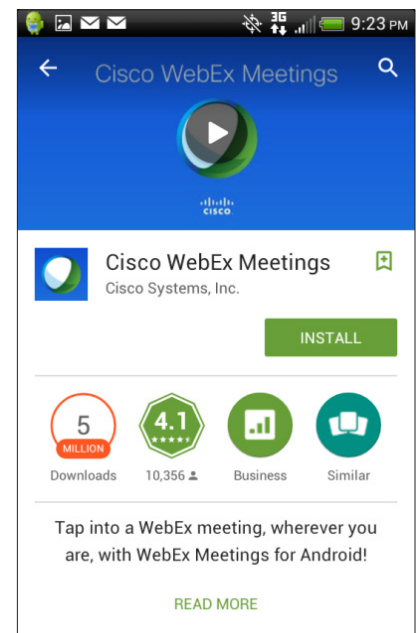 3G
9:23 PM
Cisco WebEx Meetings
CISCO
Cisco WebEx Meetings
Cisco Systems, Inc.
INSTALL
5
MILLION
Downloads
4.1
10,356
Business
Similar
Tap into a WebEx meeting, wherever you
are, with WebEx Meetings for Android!
READ MORE